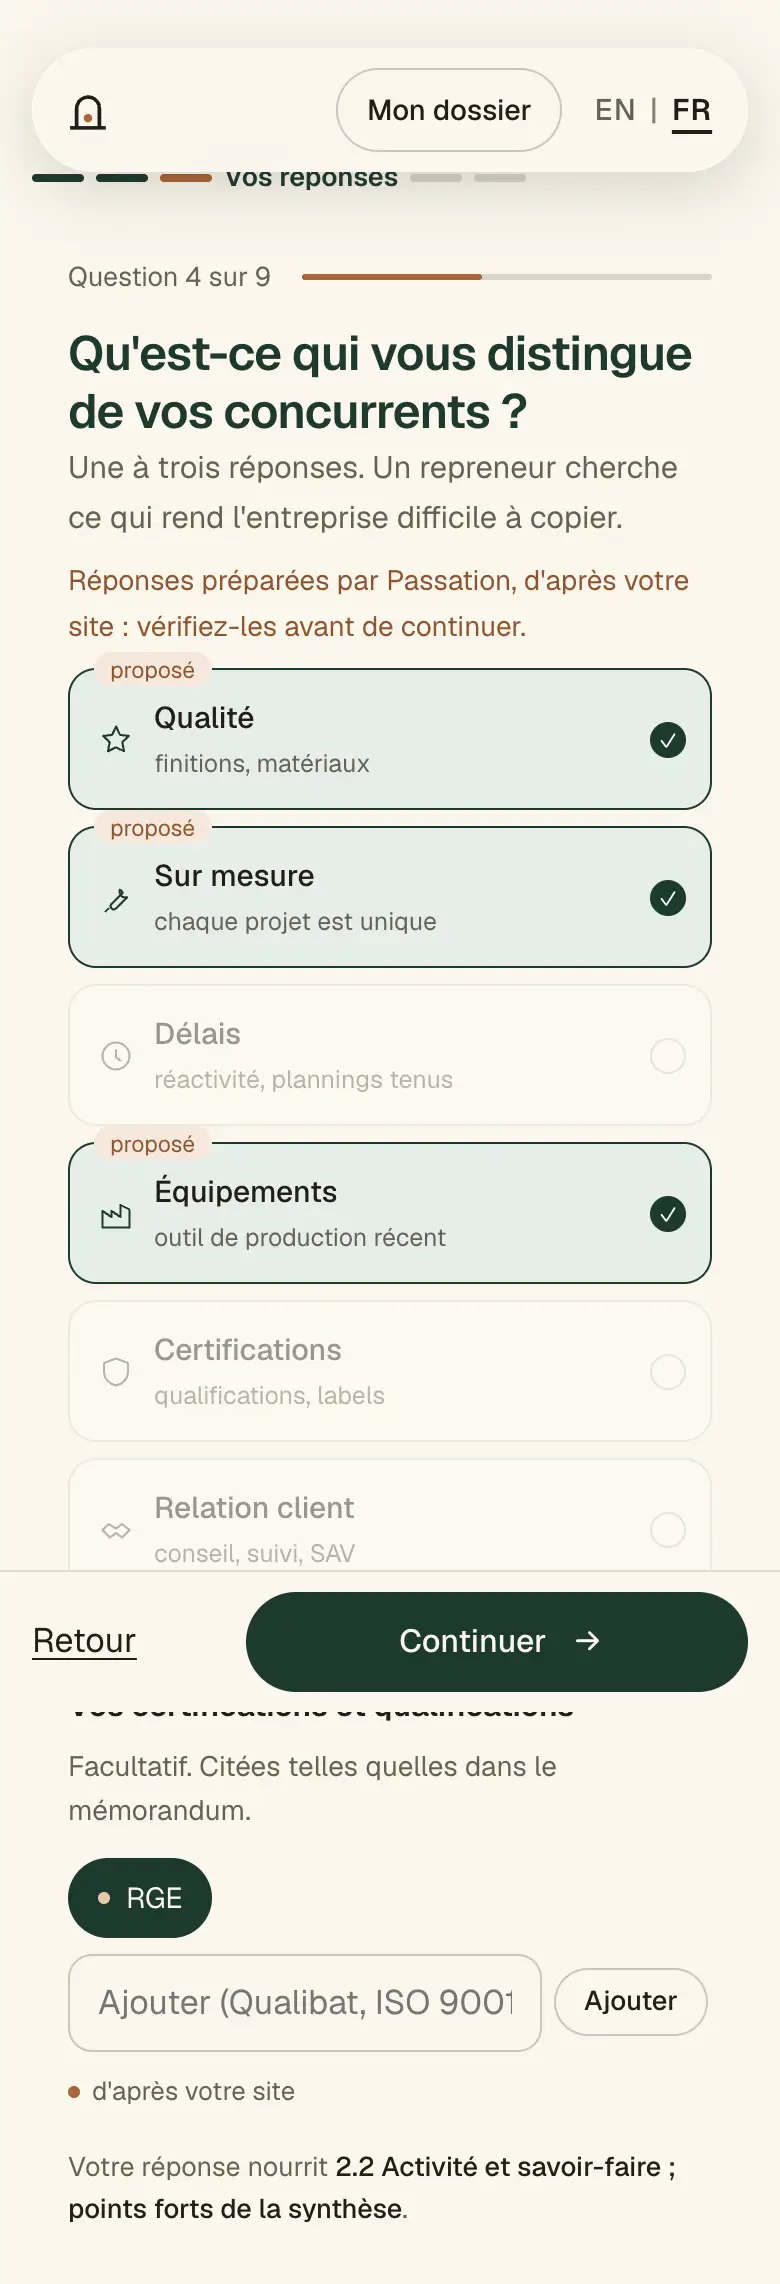 Mon dossier
EN | FR
Vos réponses
Question 4 sur 9
Qu'est-ce qui vous distingue
de vos concurrents ?
Une à trois réponses. Un repreneur cherche
ce qui rend l'entreprise difficile à copier.
Réponses préparées par Passation, d'après votre
site : vérifiez-les avant de continuer.
proposé
Qualité
finitions, matériaux
proposé
Sur mesure
chaque projet est unique
Délais
réactivité, plannings tenus
proposé
Équipements
outil de production récent
Certifications
qualifications, labels
Relation client
conseil, suivi, SAV
Retour
Continuer →
Vos certifications et qualifications
Facultatif. Citées telles quelles dans le
mémorandum.
RGE
Ajouter (Qualibat, ISO 9001
Ajouter
d'après votre site
Votre réponse nourrit 2.2 Activité et savoir-faire ;
points forts de la synthèse.